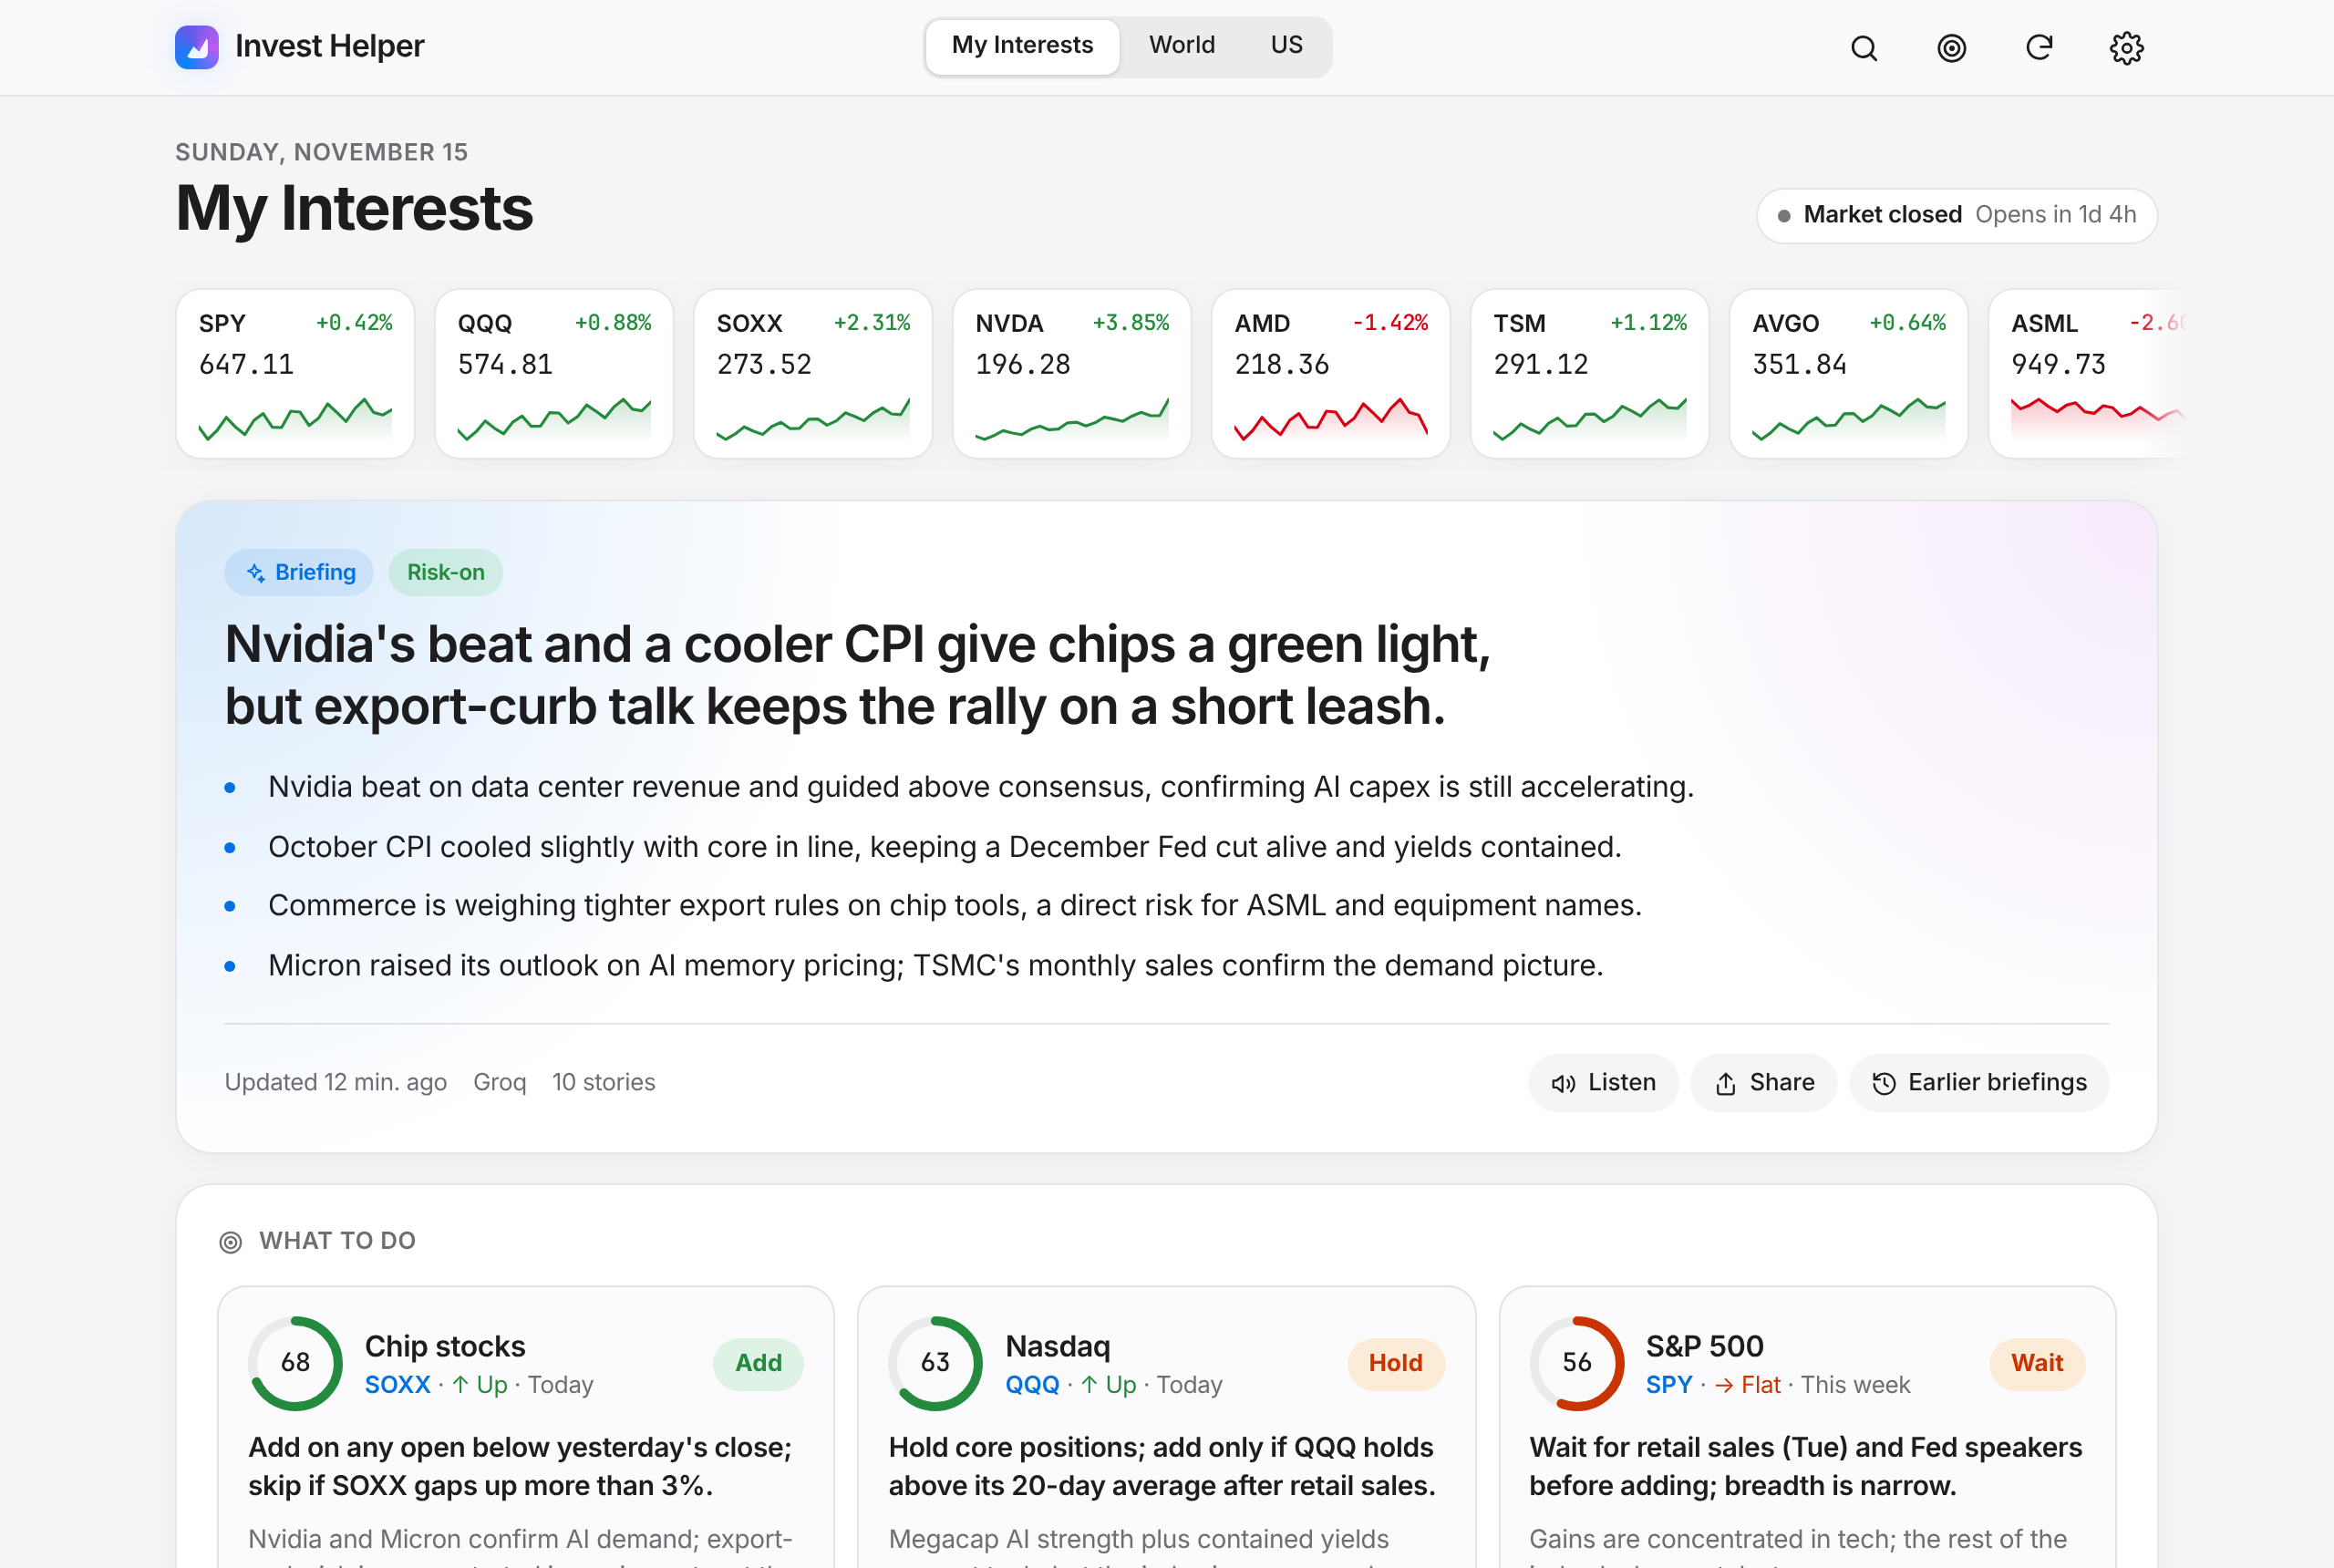 Invest Helper
My Interests
World
US
SUNDAY, NOVEMBER 15
My Interests
Market closed Opens in 1d 4h
SPY +0.42%
647.11
QQQ +0.88%
574.81
SOXX +2.31%
273.52
NVDA +3.85%
196.28
AMD -1.42%
218.36
TSM +1.12%
291.12
AVGO +0.64%
351.84
ASML
949.73
Briefing
Risk-on
Nvidia's beat and a cooler CPI give chips a green light,
but export-curb talk keeps the rally on a short leash.
Nvidia beat on data center revenue and guided above consensus, confirming AI capex is still accelerating.
October CPI cooled slightly with core in line, keeping a December Fed cut alive and yields contained.
Commerce is weighing tighter export rules on chip tools, a direct risk for ASML and equipment names.
Micron raised its outlook on AI memory pricing; TSMC's monthly sales confirm the demand picture.
Updated 12 min. ago Groq 10 stories
Listen
Share
Earlier briefings
WHAT TO DO
68
Chip stocks
SOXX · ↑ Up · Today
Add
Add on any open below yesterday's close;
skip if SOXX gaps up more than 3%.
Nvidia and Micron confirm AI demand; export-
63
Nasdaq
QQQ · ↑ Up · Today
Hold
Hold core positions; add only if QQQ holds
above its 20-day average after retail sales.
Megacap AI strength plus contained yields
56
S&P 500
SPY · → Flat · This week
Wait
Wait for retail sales (Tue) and Fed speakers
before adding; breadth is narrow.
Gains are concentrated in tech; the rest of the